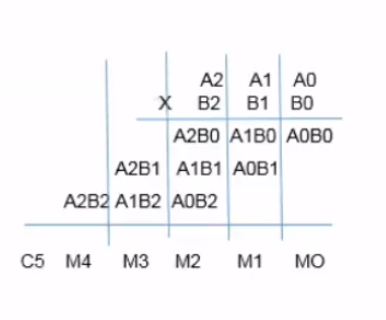 A2 A1 A0
X B2 B1 B0
A2B0 A1B0 A0B0
A2B1 A1B1 A0B1
A2B2 A1B2 A0B2
C5 M4 M3 M2 M1 MO